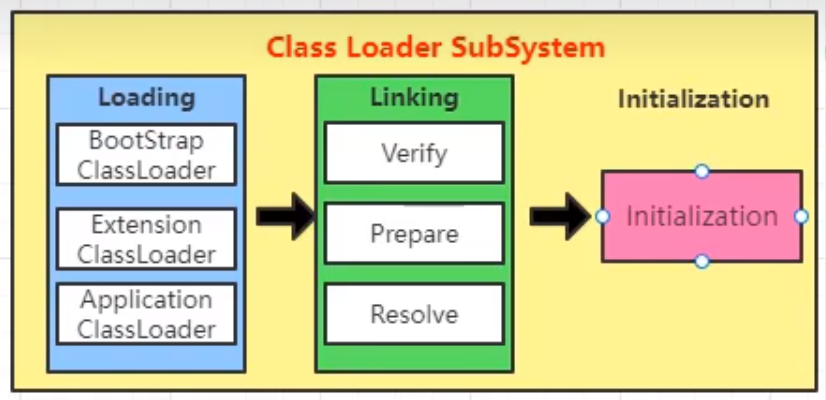 Class Loader SubSystem
Loading
BootStrap
ClassLoader
Extension
ClassLoader
Application
ClassLoader
Linking
Verify
Prepare
Resolve
Initialization
Initialization